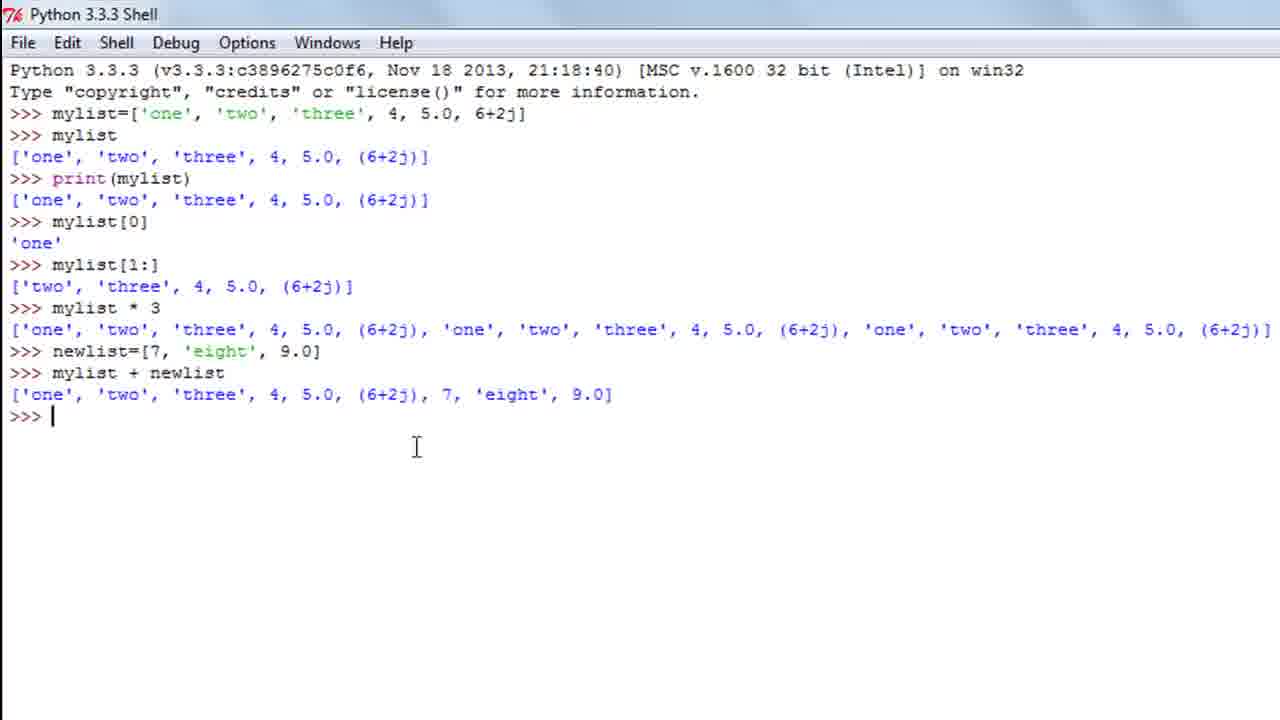 Python 3.3.3 Shell
File Edit Shell Debug Options Windows Help
Python 3.3.3 (v3.3.3:c3896275c0f6, Nov 18 2013, 21:18:40) [MSC v.1600 32 bit (Intel)] on win32
Type "copyright", "credits" or "license()" for more information.
>>> mylist=['one', 'two', 'three', 4, 5.0, 6+2j]
>>> mylist
['one', 'two', 'three', 4, 5.0, (6+2j)]
>>> print(mylist)
['one', 'two', 'three', 4, 5.0, (6+2j)]
>>> mylist[0]
'one'
>>> mylist[1:]
['two', 'three', 4, 5.0, (6+2j)]
>>> mylist * 3
['one', 'two', 'three', 4, 5.0, (6+2j), 'one', 'two', 'three', 4, 5.0, (6+2j), 'one', 'two', 'three', 4, 5.0, (6+2j)]
>>> newlist=[7, 'eight', 9.0]
>>> mylist + newlist
['one', 'two', 'three', 4, 5.0, (6+2j), 7, 'eight', 9.0]
>>>